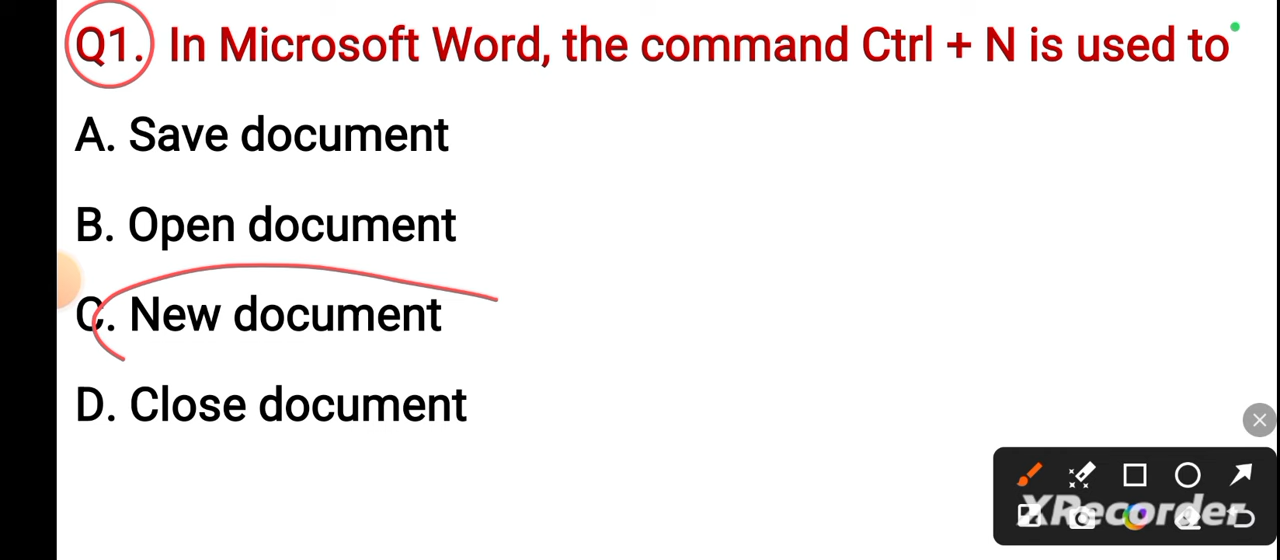 Q1. In Microsoft Word, the command Ctrl + N is used to
A. Save document
B. Open document
C. New document
D. Close document
XRecorder